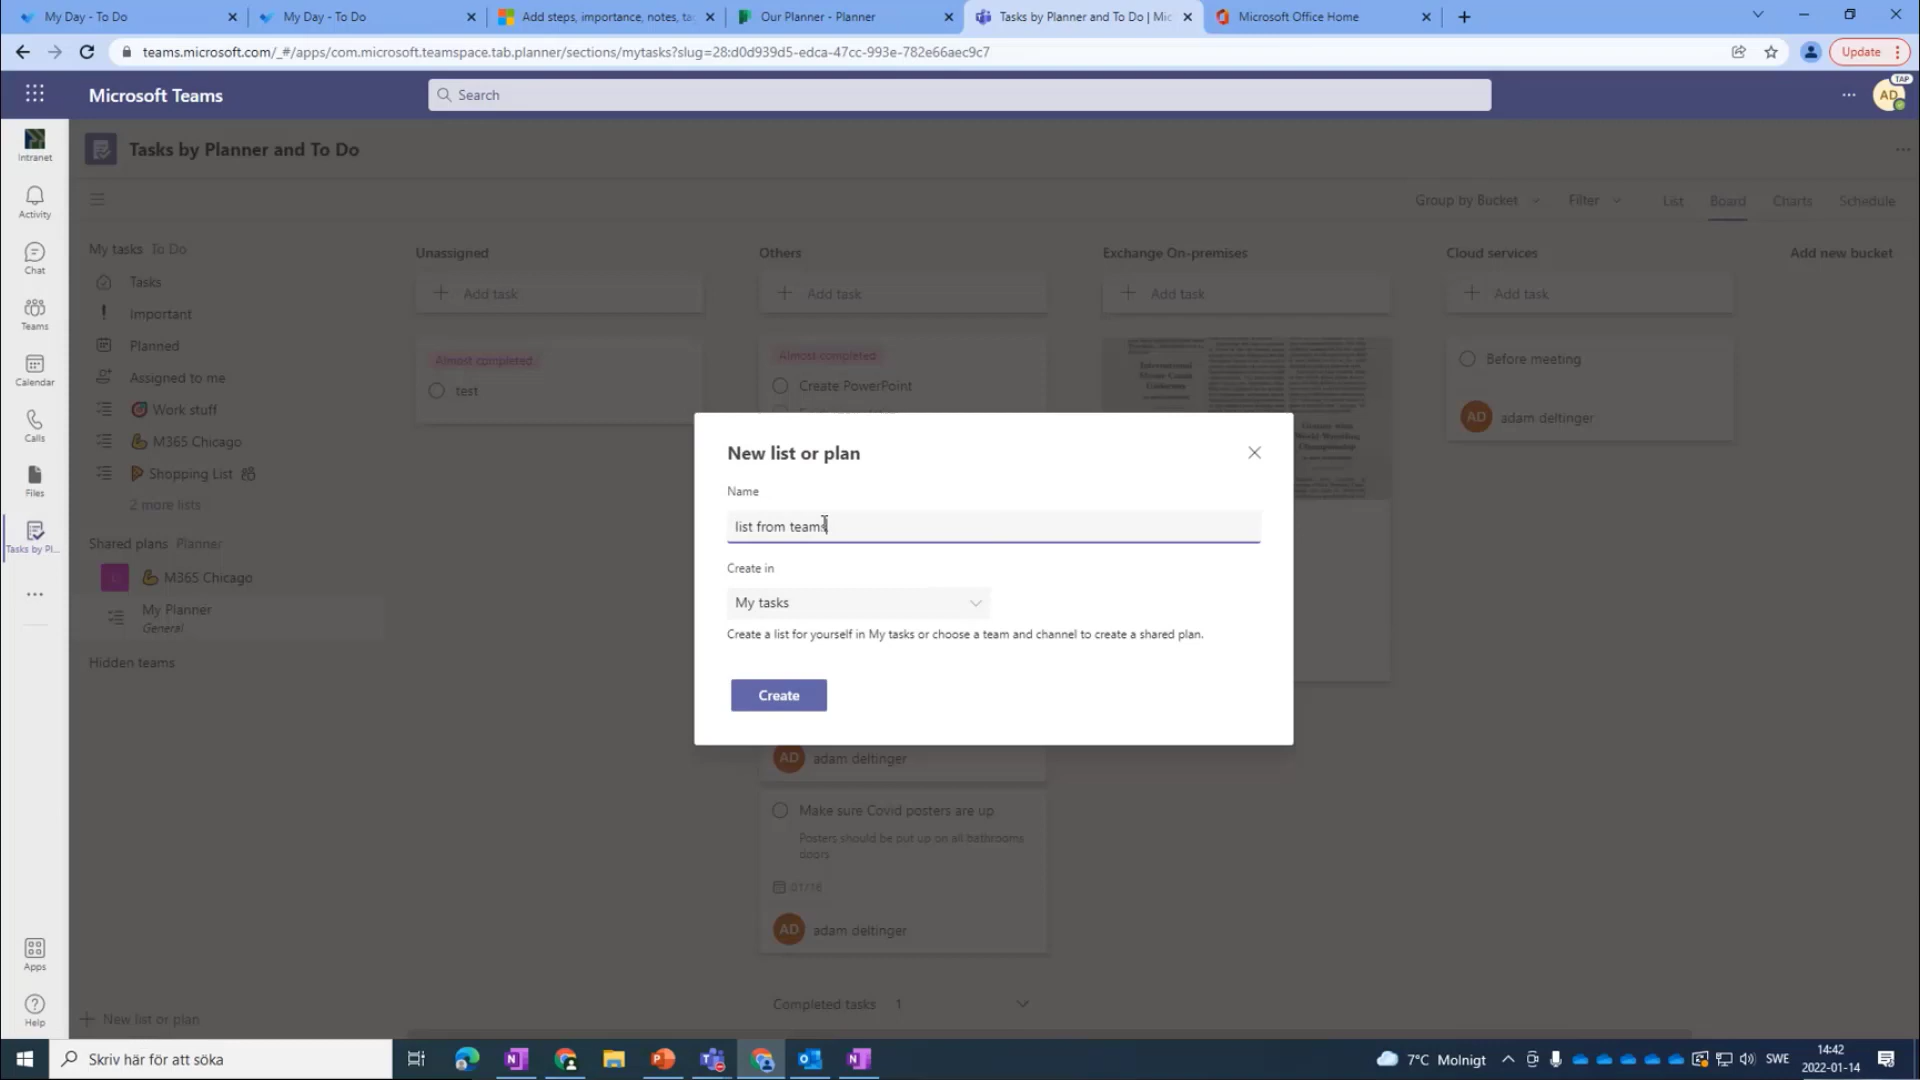 My Day - To Do
My Day - To Do
Add steps, importance, notes, ta
Our Planner - Planner
Tasks by Planner and To Do | Mic
Microsoft Office Home
teams.microsoft.com/_#/apps/com.microsoft.teamspace.tab.planner/sections/mytasks?slug=28:d0d939d5-edca-47cc-993e-782e66aec9c7
Update
Microsoft Teams
Search
TAP
AD
Intranet
Activity
Chat
Teams
Calendar
Calls
Files
Tasks by Pl...
Apps
Help
Tasks by Planner and To Do
Group by Bucket
Filter
List
Board
Charts
Schedule
My tasks To Do
Tasks
Important
Planned
Assigned to me
Work stuff
M365 Chicago
Shopping List
2 more lists
Shared plans Planner
M365 Chicago
My Planner
General
Hidden teams
New list or plan
Unassigned
Add task
Almost completed
test
Others
Add task
Almost completed
Create PowerPoint
AD adam deltinger
Make sure Covid posters are up
Posters should be put up on all bathrooms
doors
01/16
AD adam deltinger
Completed tasks 1
Exchange On-premises
Add task
Cloud services
Add task
Before meeting
AD adam deltinger
Add new bucket
New list or plan
Name
list from teams
Create in
My tasks
Create a list for yourself in My tasks or choose a team and channel to create a shared plan.
Create
Skriv här för att söka
7°C Molnigt
SWE
14:42
2022-01-14